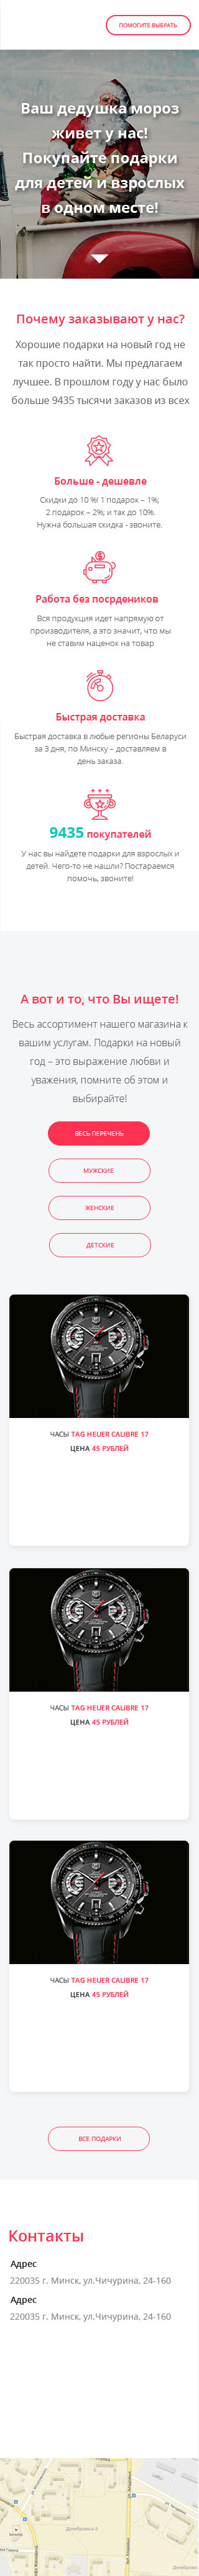 ПОМОГИТЕ ВЫБРАТЬ
Ваш дедушка мороз
живет у нас!
Покупайте подарки
для детей и взрослых
в одном месте!
Почему заказывают у нас?
Хорошие подарки на новый год не
так просто найти. Мы предлагаем
лучшее. В прошлом году у нас было
больше 9435 тысячи заказов из всех
Больше - дешевле
Скидки до 10 %! 1 подарок – 1%;
2 подарок – 2%; и так до 10%.
Нужна большая скидка - звоните.
Работа без посрдеников
Вся продукция идет напрямую от
производителя, а это значит, что мы
не ставим наценок на товар
Быстрая доставка
Быстрая доставка в любые регионы Беларуси
за 3 дня, по Минску – доставляем в
день заказа.
9435 покупателей
У нас вы найдете подарки для взрослых и
детей. Чего-то не нашли? Постараемся
помочь, звоните!
А вот и то, что Вы ищете!
Весь ассортимент нашего магазина к
вашим услугам. Подарки на новый
год – это выражение любви и
уважения, помните об этом и
выбирайте!
ВЕСЬ ПЕРЕЧЕНЬ
МУЖСКИЕ
ЖЕНСКИЕ
ДЕТСКИЕ
ЧАСЫ TAG HEUER CALIBRE 17
ЦЕНА 45 РУБЛЕЙ
ЧАСЫ TAG HEUER CALIBRE 17
ЦЕНА 45 РУБЛЕЙ
ЧАСЫ TAG HEUER CALIBRE 17
ЦЕНА 45 РУБЛЕЙ
ВСЕ ПОДАРКИ
Контакты
Адрес
220035 г. Минск, ул.Чичурина, 24-160
Адрес
220035 г. Минск, ул.Чичурина, 24-160
Домбровка-8